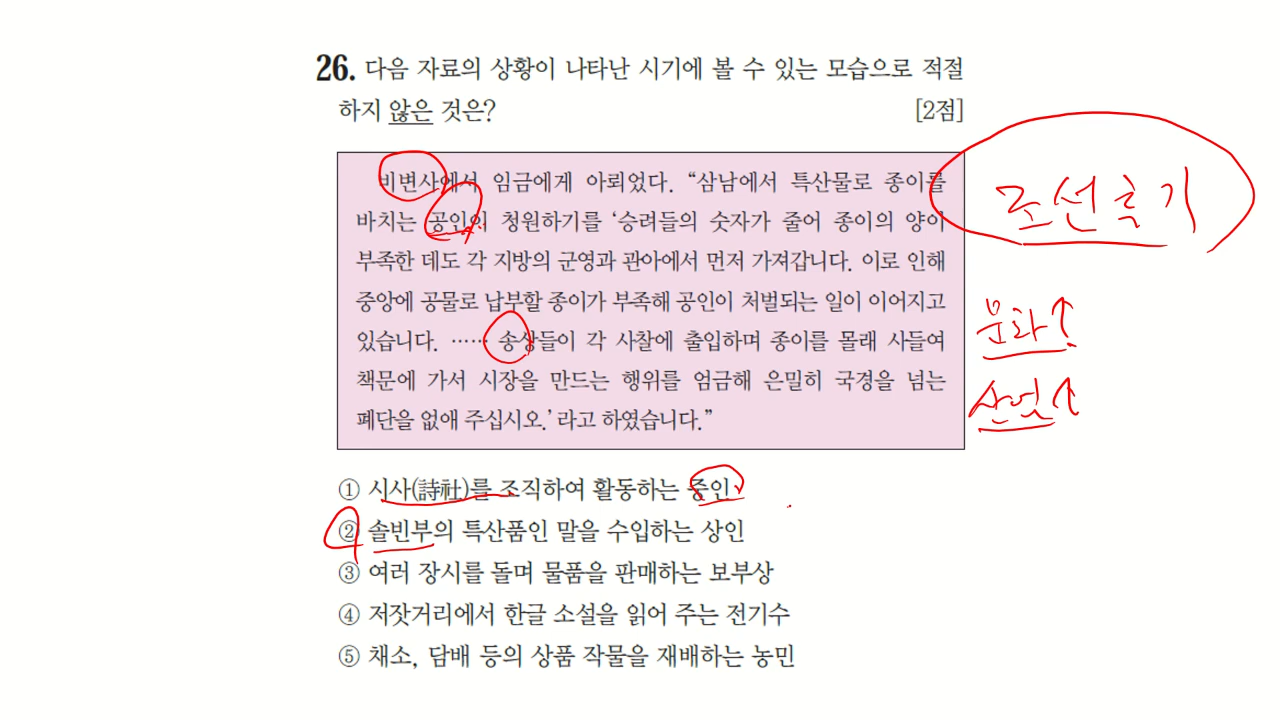 26. 다음 자료의 상황이 나타난 시기에 볼 수 있는 모습으로 적절
하지 않은 것은? [2점]
비변사에서 임금에게 아뢰었다. “삼남에서 특산물로 종이를
바치는 공인의 청원하기를 ‘승려들의 숫자가 줄어 종이의 양이
부족한 데도 각 지방의 군영과 관아에서 먼저 가져갑니다. 이로 인해
중앙에 공물로 납부할 종이가 부족해 공인이 처벌되는 일이 이어지고
있습니다. …… 송상들이 각 사찰에 출입하며 종이를 몰래 사들여
책문에 가서 시장을 만드는 행위를 엄금해 은밀히 국경을 넘는
폐단을 없애 주십시오.’라고 하였습니다.”
조선후기
문화↑
산업↑
① 시사(詩社)를 조직하여 활동하는 중인
② 솔빈부의 특산품인 말을 수입하는 상인
③ 여러 장시를 돌며 물품을 판매하는 보부상
④ 저잣거리에서 한글 소설을 읽어 주는 전기수
⑤ 채소, 담배 등의 상품 작물을 재배하는 농민